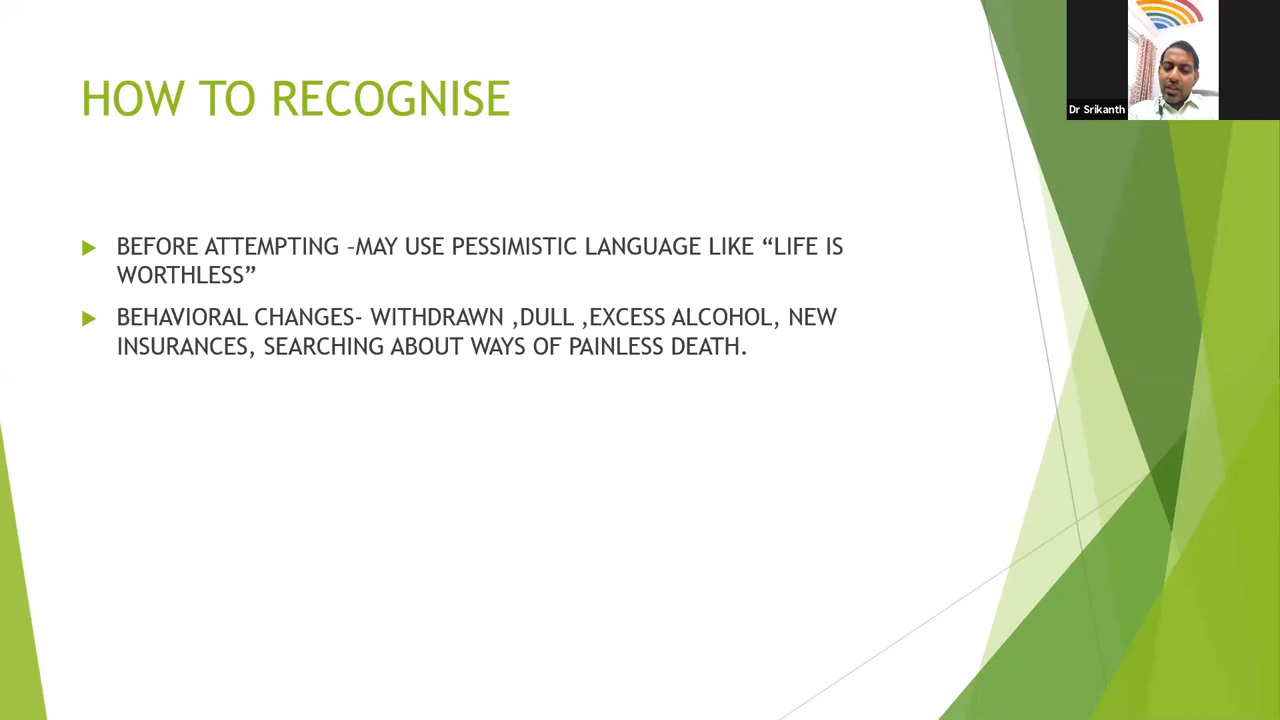 HOW TO RECOGNISE
Dr Srikanth
BEFORE ATTEMPTING –MAY USE PESSIMISTIC LANGUAGE LIKE “LIFE IS
WORTHLESS”
BEHAVIORAL CHANGES- WITHDRAWN ,DULL ,EXCESS ALCOHOL, NEW
INSURANCES, SEARCHING ABOUT WAYS OF PAINLESS DEATH.